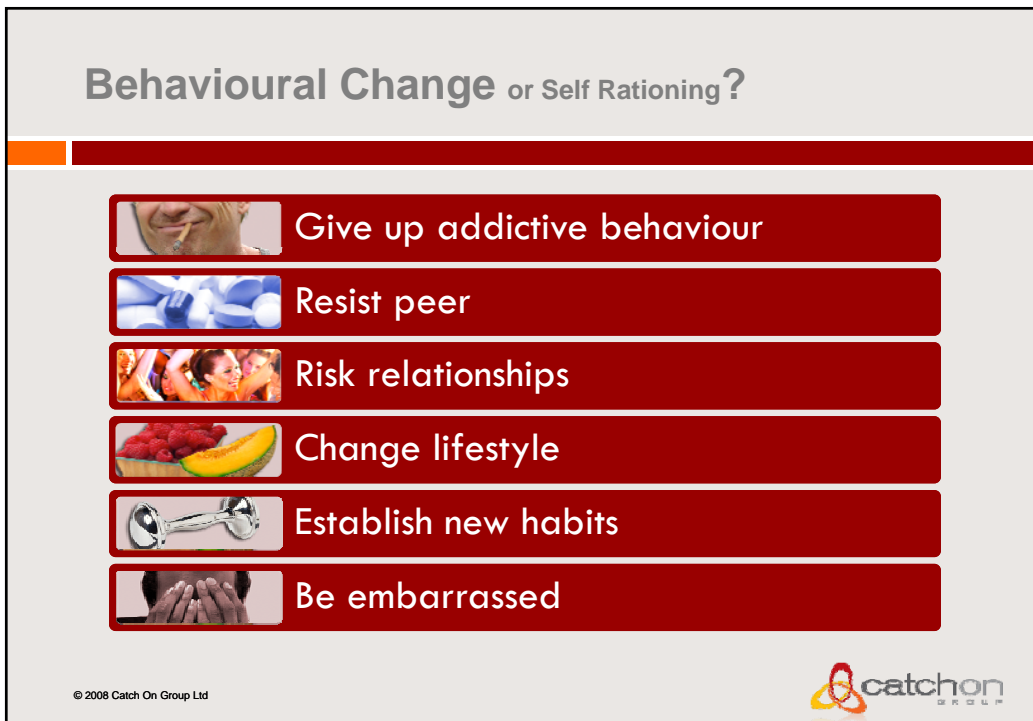 Behavioural Change or Self Rationing?
Give up addictive behaviour
Resist peer
Risk relationships
Change lifestyle
Establish new habits
Be embarrassed
© 2008 Catch On Group Ltd
catchon
GROUP